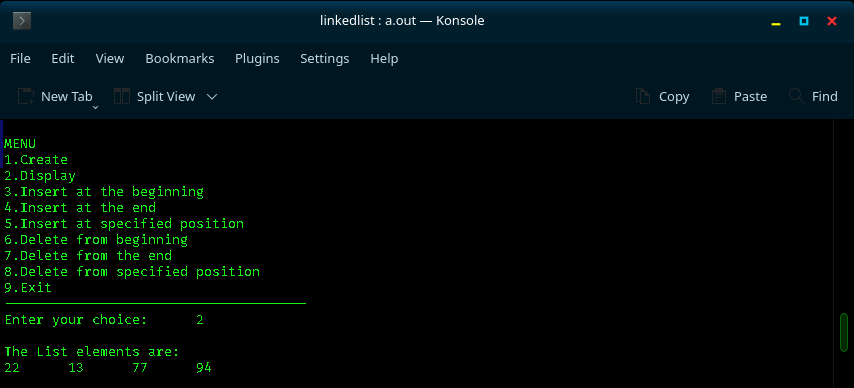 linkedlist : a.out — Konsole
File Edit View Bookmarks Plugins Settings Help
New Tab Split View Copy Paste Find
MENU
1.Create
2.Display
3.Insert at the beginning
4.Insert at the end
5.Insert at specified position
6.Delete from beginning
7.Delete from the end
8.Delete from specified position
9.Exit
Enter your choice: 2
The List elements are:
22 13 77 94